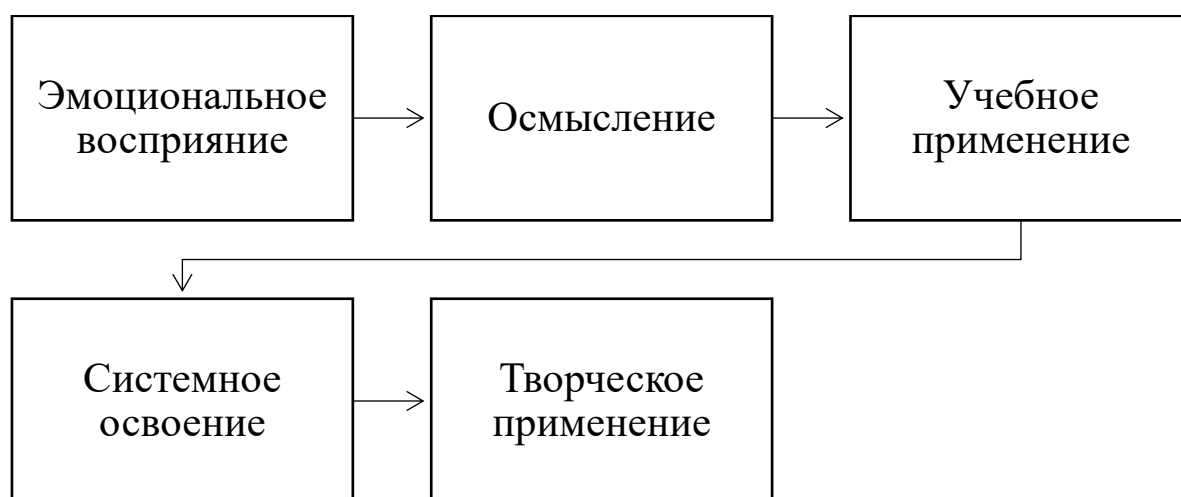 Эмоциональное
восприяние
Осмысление
Учебное
применение
Системное
освоение
Творческое
применение